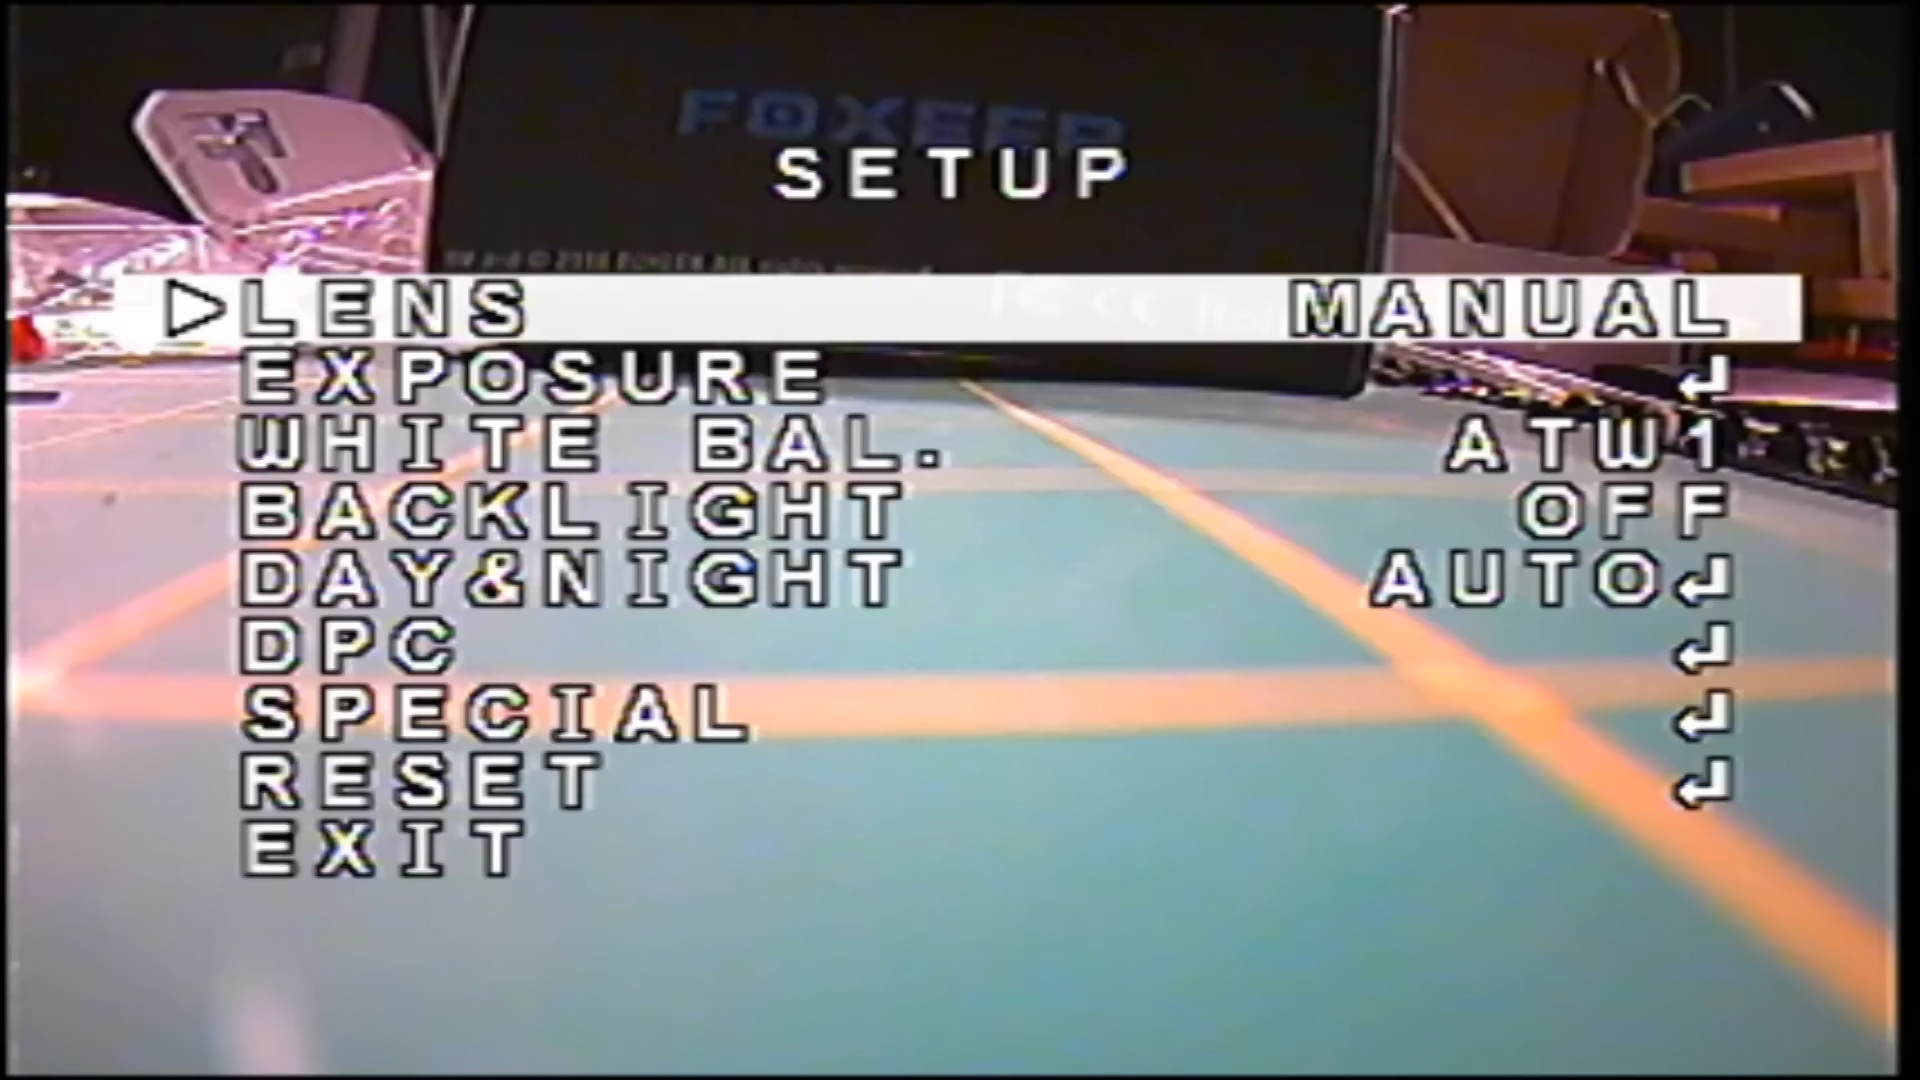 FOXEER
SETUP
LENS MANUAL
EXPOSURE ↵
WHITE BAL. ATW1
BACKLIGHT OFF
DAY&NIGHT AUTO↵
DPC ↵
SPECIAL ↵
RESET ↵
EXIT